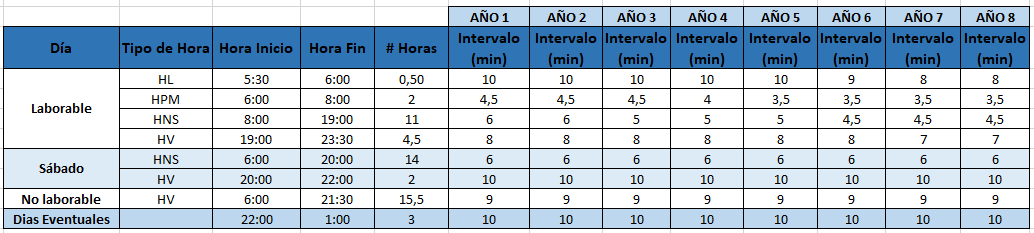 AÑO 1 AÑO 2 AÑO 3 AÑO 4 AÑO 5 AÑO 6 AÑO 7 AÑO 8
Día Tipo de Hora Hora Inicio Hora Fin # Horas Intervalo (min) Intervalo (min) Intervalo (min) Intervalo (min) Intervalo (min) Intervalo (min) Intervalo (min) Intervalo (min)
Laborable HL 5:30 6:00 0,50 10 10 10 10 10 9 8 8
HPM 6:00 8:00 2 4,5 4,5 4,5 4 3,5 3,5 3,5 3,5
HNS 8:00 19:00 11 6 6 5 5 5 4,5 4,5 4,5
HV 19:00 23:30 4,5 8 8 8 8 8 8 7 7
Sábado HNS 6:00 20:00 14 6 6 6 6 6 6 6 6
HV 20:00 22:00 2 10 10 10 10 10 10 10 10
No laborable HV 6:00 21:30 15,5 9 9 9 9 9 9 9 9
Dias Eventuales 22:00 1:00 3 10 10 10 10 10 10 10 10